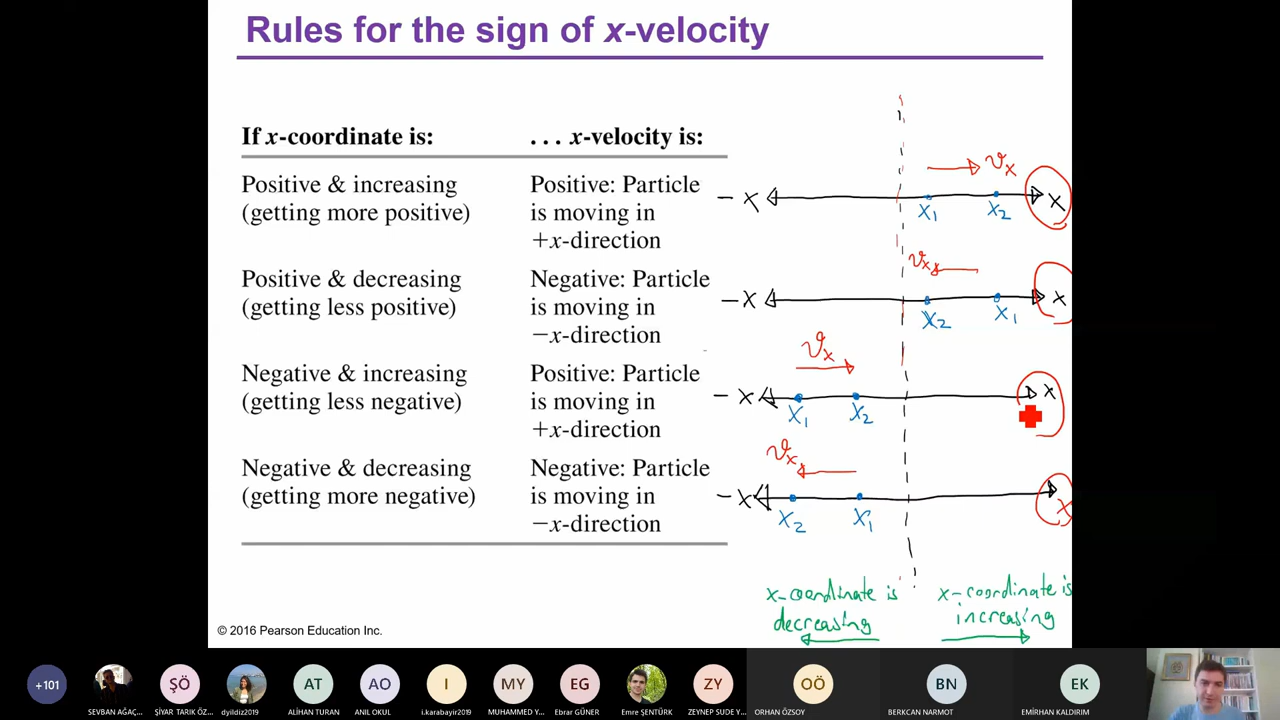 Rules for the sign of x-velocity
If x-coordinate is:
. . . x-velocity is:
Positive & increasing
(getting more positive)
Positive: Particle
is moving in
+x-direction
Positive & decreasing
(getting less positive)
Negative: Particle
is moving in
−x-direction
Negative & increasing
(getting less negative)
Positive: Particle
is moving in
+x-direction
Negative & decreasing
(getting more negative)
Negative: Particle
is moving in
−x-direction
vx
− x x1 x2 x
vx
− x x2 x1 x
vx
− x x1 x2 x
vx
− x x2 x1 x
x-coordinate is
decreasing
x-coordinate is
increasing
© 2016 Pearson Education Inc.
+101
ŞÖ
AT
AO
I
MY
EG
ZY
OÖ
BN
EK
SEVBAN AĞAÇ...
ŞİYAR TARIK ÖZ...
dyildiz2019
ALİHAN TURAN
ANIL OKUL
i.karabayir2019
MUHAMMED Y...
Ebrar GÜNER
Emre ŞENTÜRK
ZEYNEP SUDE Y...
ORHAN ÖZSOY
BERKCAN NARMOT
EMİRHAN KALDIRIM